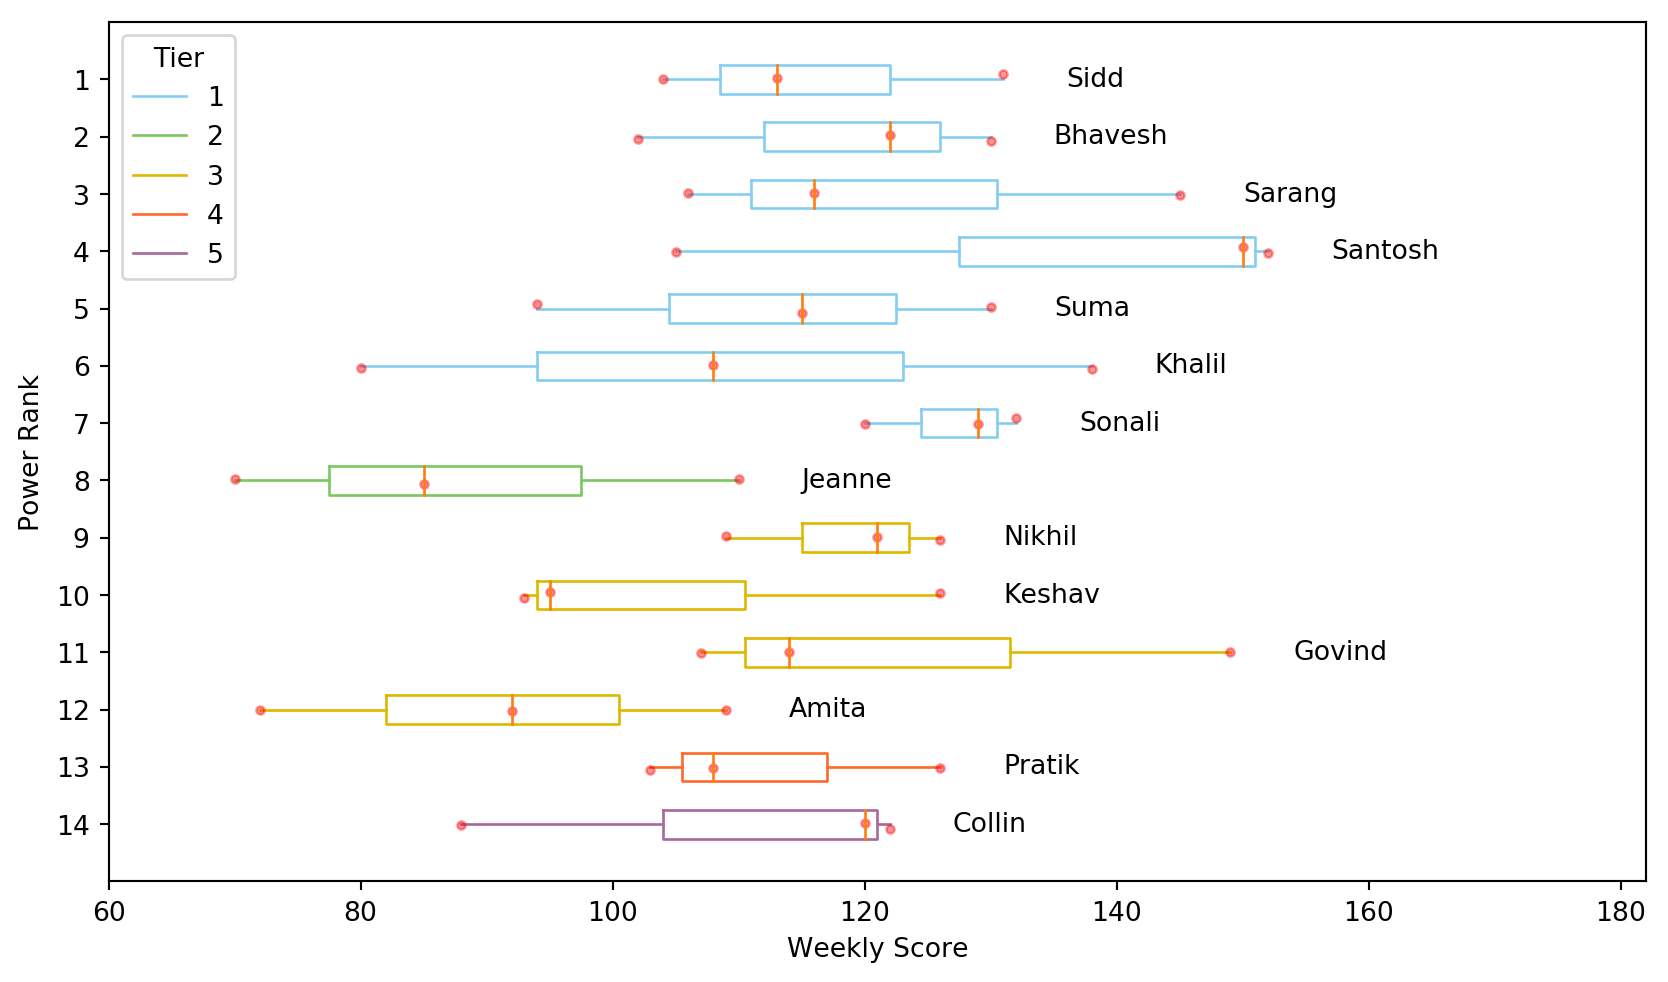 Tier
1
2
3
4
5
Power Rank
1 Sidd
2 Bhavesh
3 Sarang
4 Santosh
5 Suma
6 Khalil
7 Sonali
8 Jeanne
9 Nikhil
10 Keshav
11 Govind
12 Amita
13 Pratik
14 Collin
60 80 100 120 140 160 180
Weekly Score